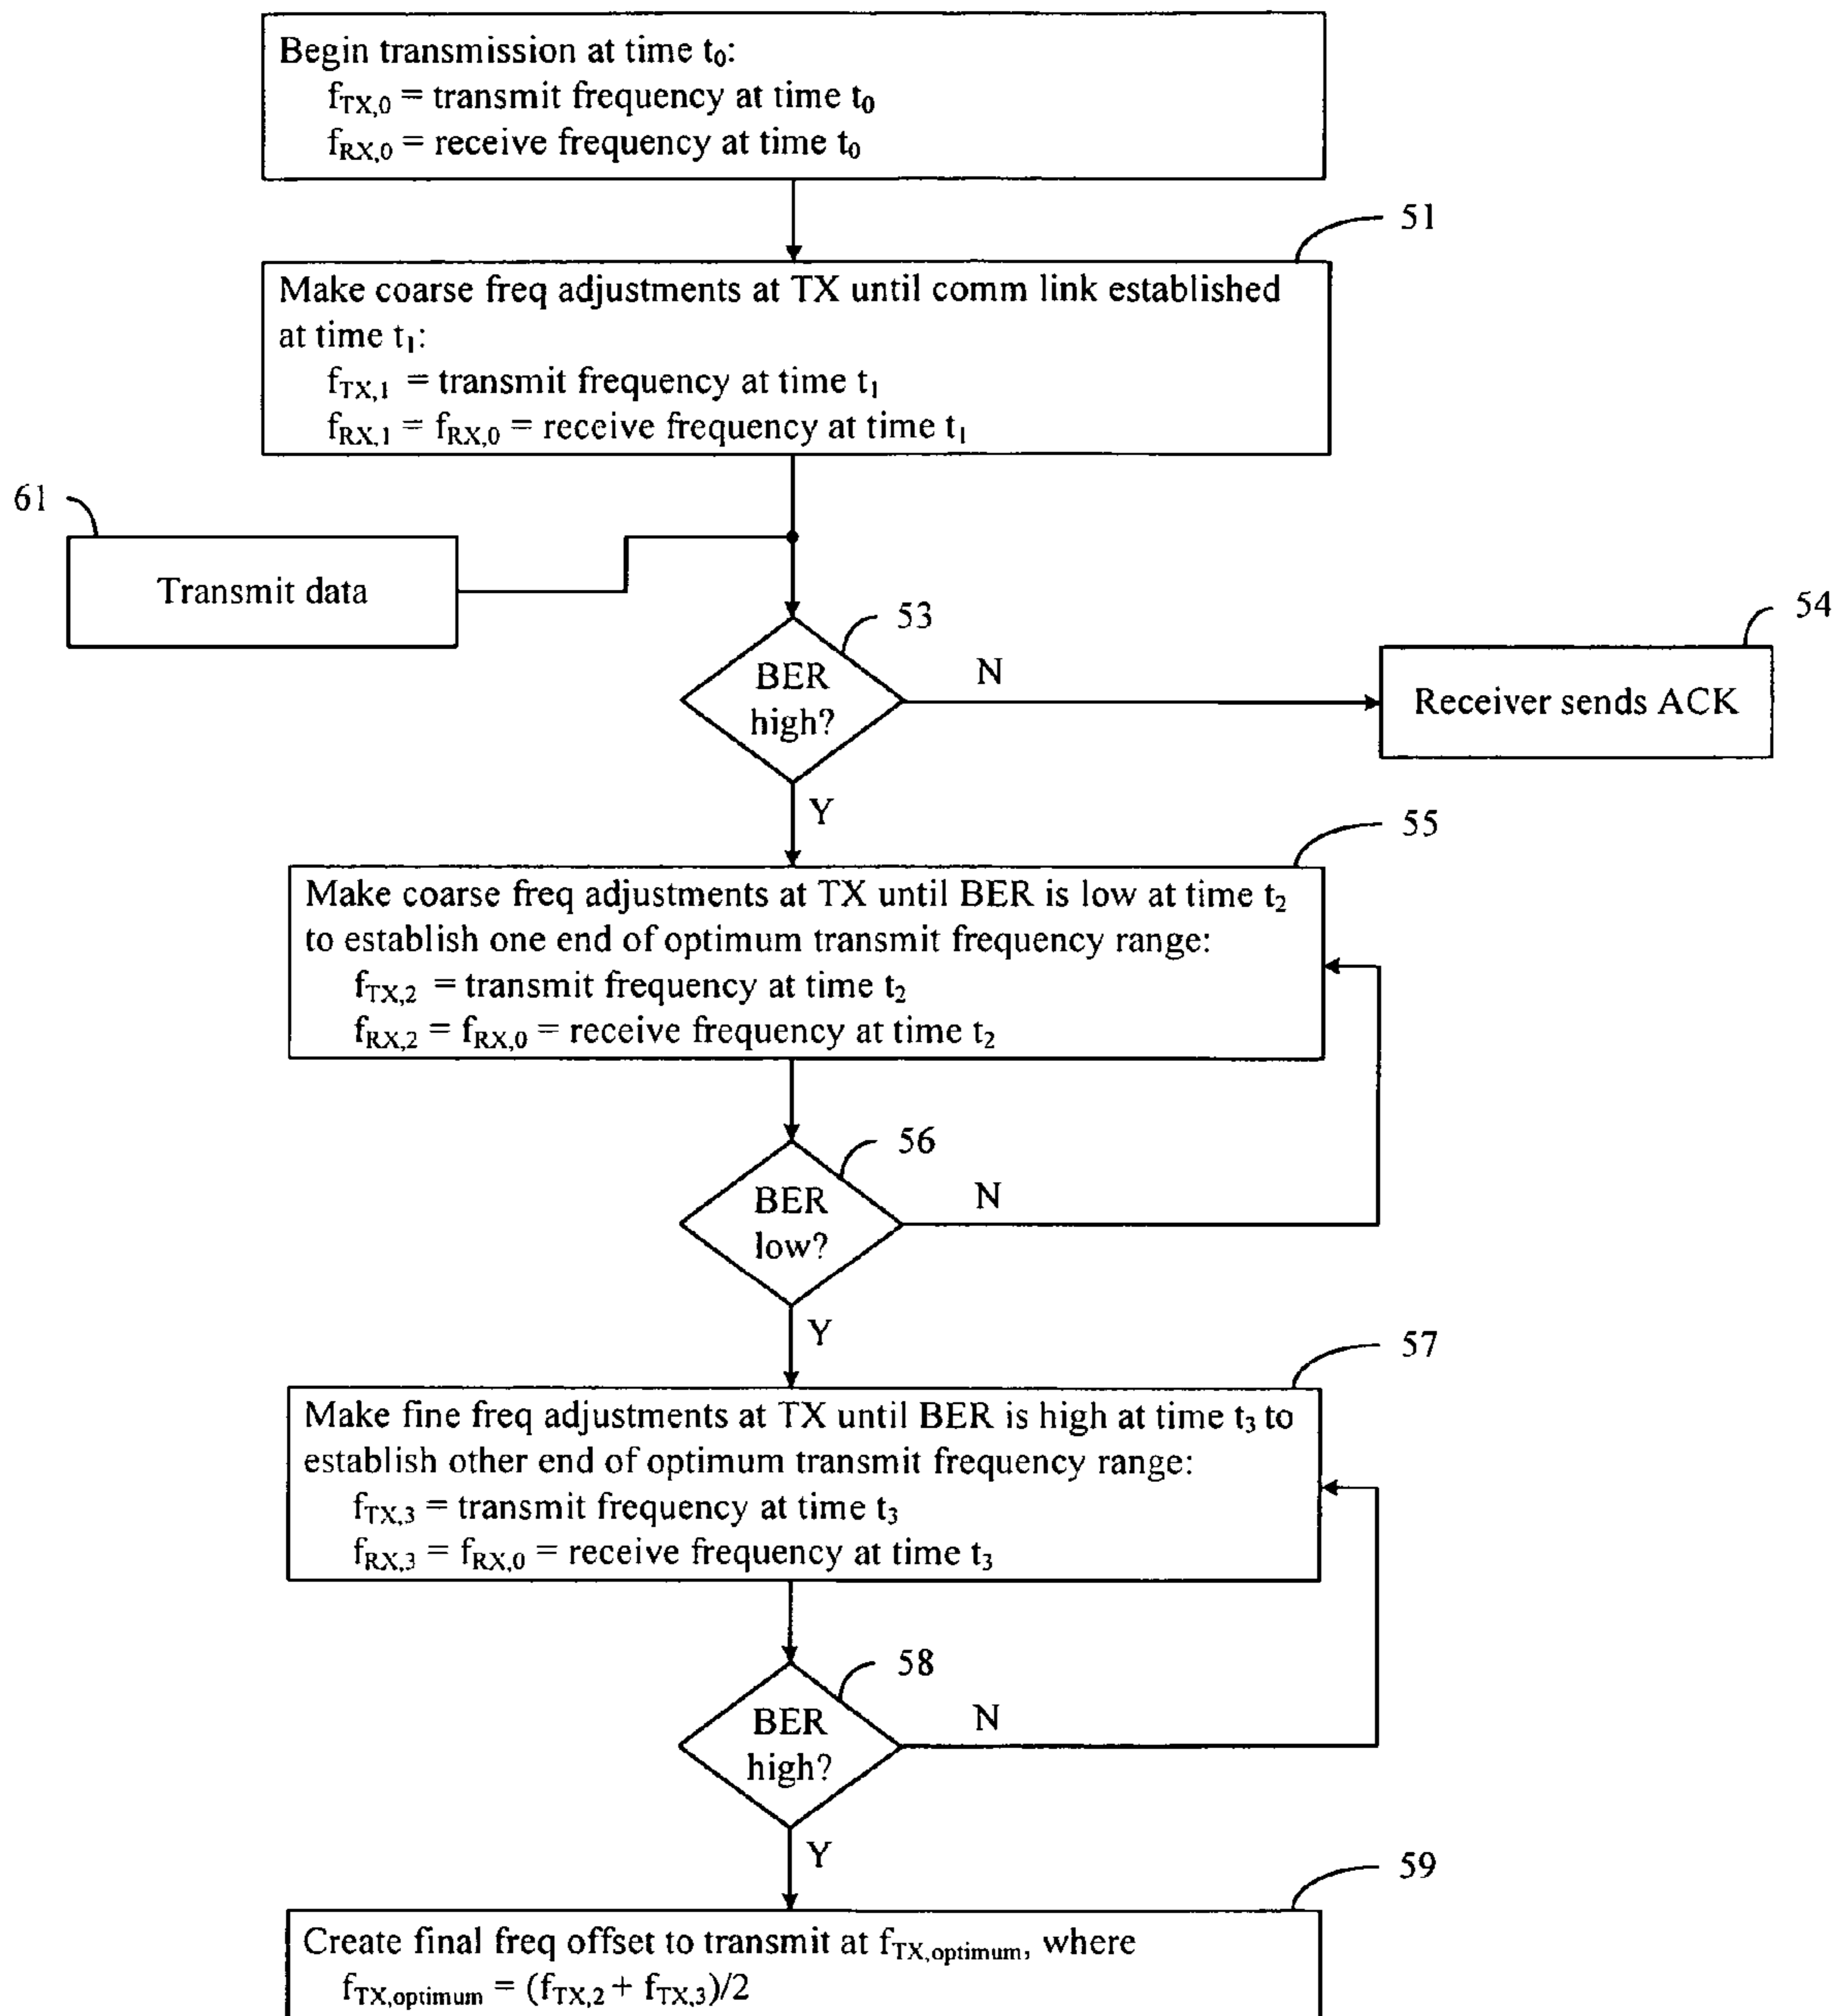 Begin transmission at time t₀:
f_TX,0 = transmit frequency at time t₀
f_RX,0 = receive frequency at time t₀
51
Make coarse freq adjustments at TX until comm link established
at time t₁:
f_TX,1 = transmit frequency at time t₁
f_RX,1 = f_RX,0 = receive frequency at time t₁
61
Transmit data
53
BER
high?
N
54
Receiver sends ACK
Y
55
Make coarse freq adjustments at TX until BER is low at time t₂
to establish one end of optimum transmit frequency range:
f_TX,2 = transmit frequency at time t₂
f_RX,2 = f_RX,0 = receive frequency at time t₂
56
BER
low?
N
Y
57
Make fine freq adjustments at TX until BER is high at time t₃ to
establish other end of optimum transmit frequency range:
f_TX,3 = transmit frequency at time t₃
f_RX,3 = f_RX,0 = receive frequency at time t₃
58
BER
high?
N
Y
59
Create final freq offset to transmit at f_TX,optimum, where
f_TX,optimum = (f_TX,2 + f_TX,3)/2